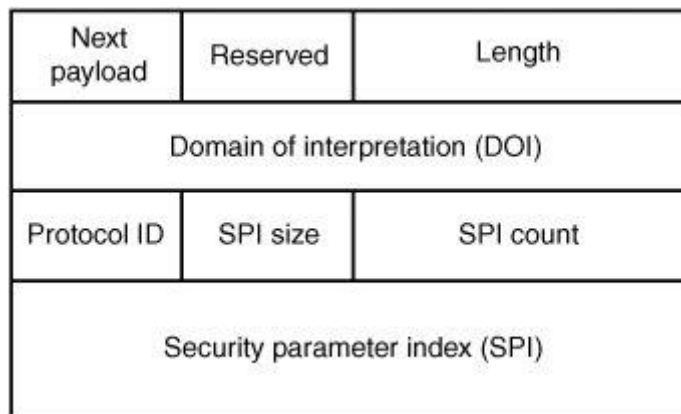 Next
payload
Reserved
Length
Domain of interpretation (DOI)
Protocol ID
SPI size
SPI count
Security parameter index (SPI)